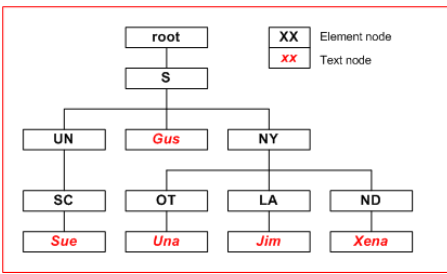 root
XX Element node
xx Text node
S
UN Gus NY
SC OT LA ND
Sue Una Jim Xena